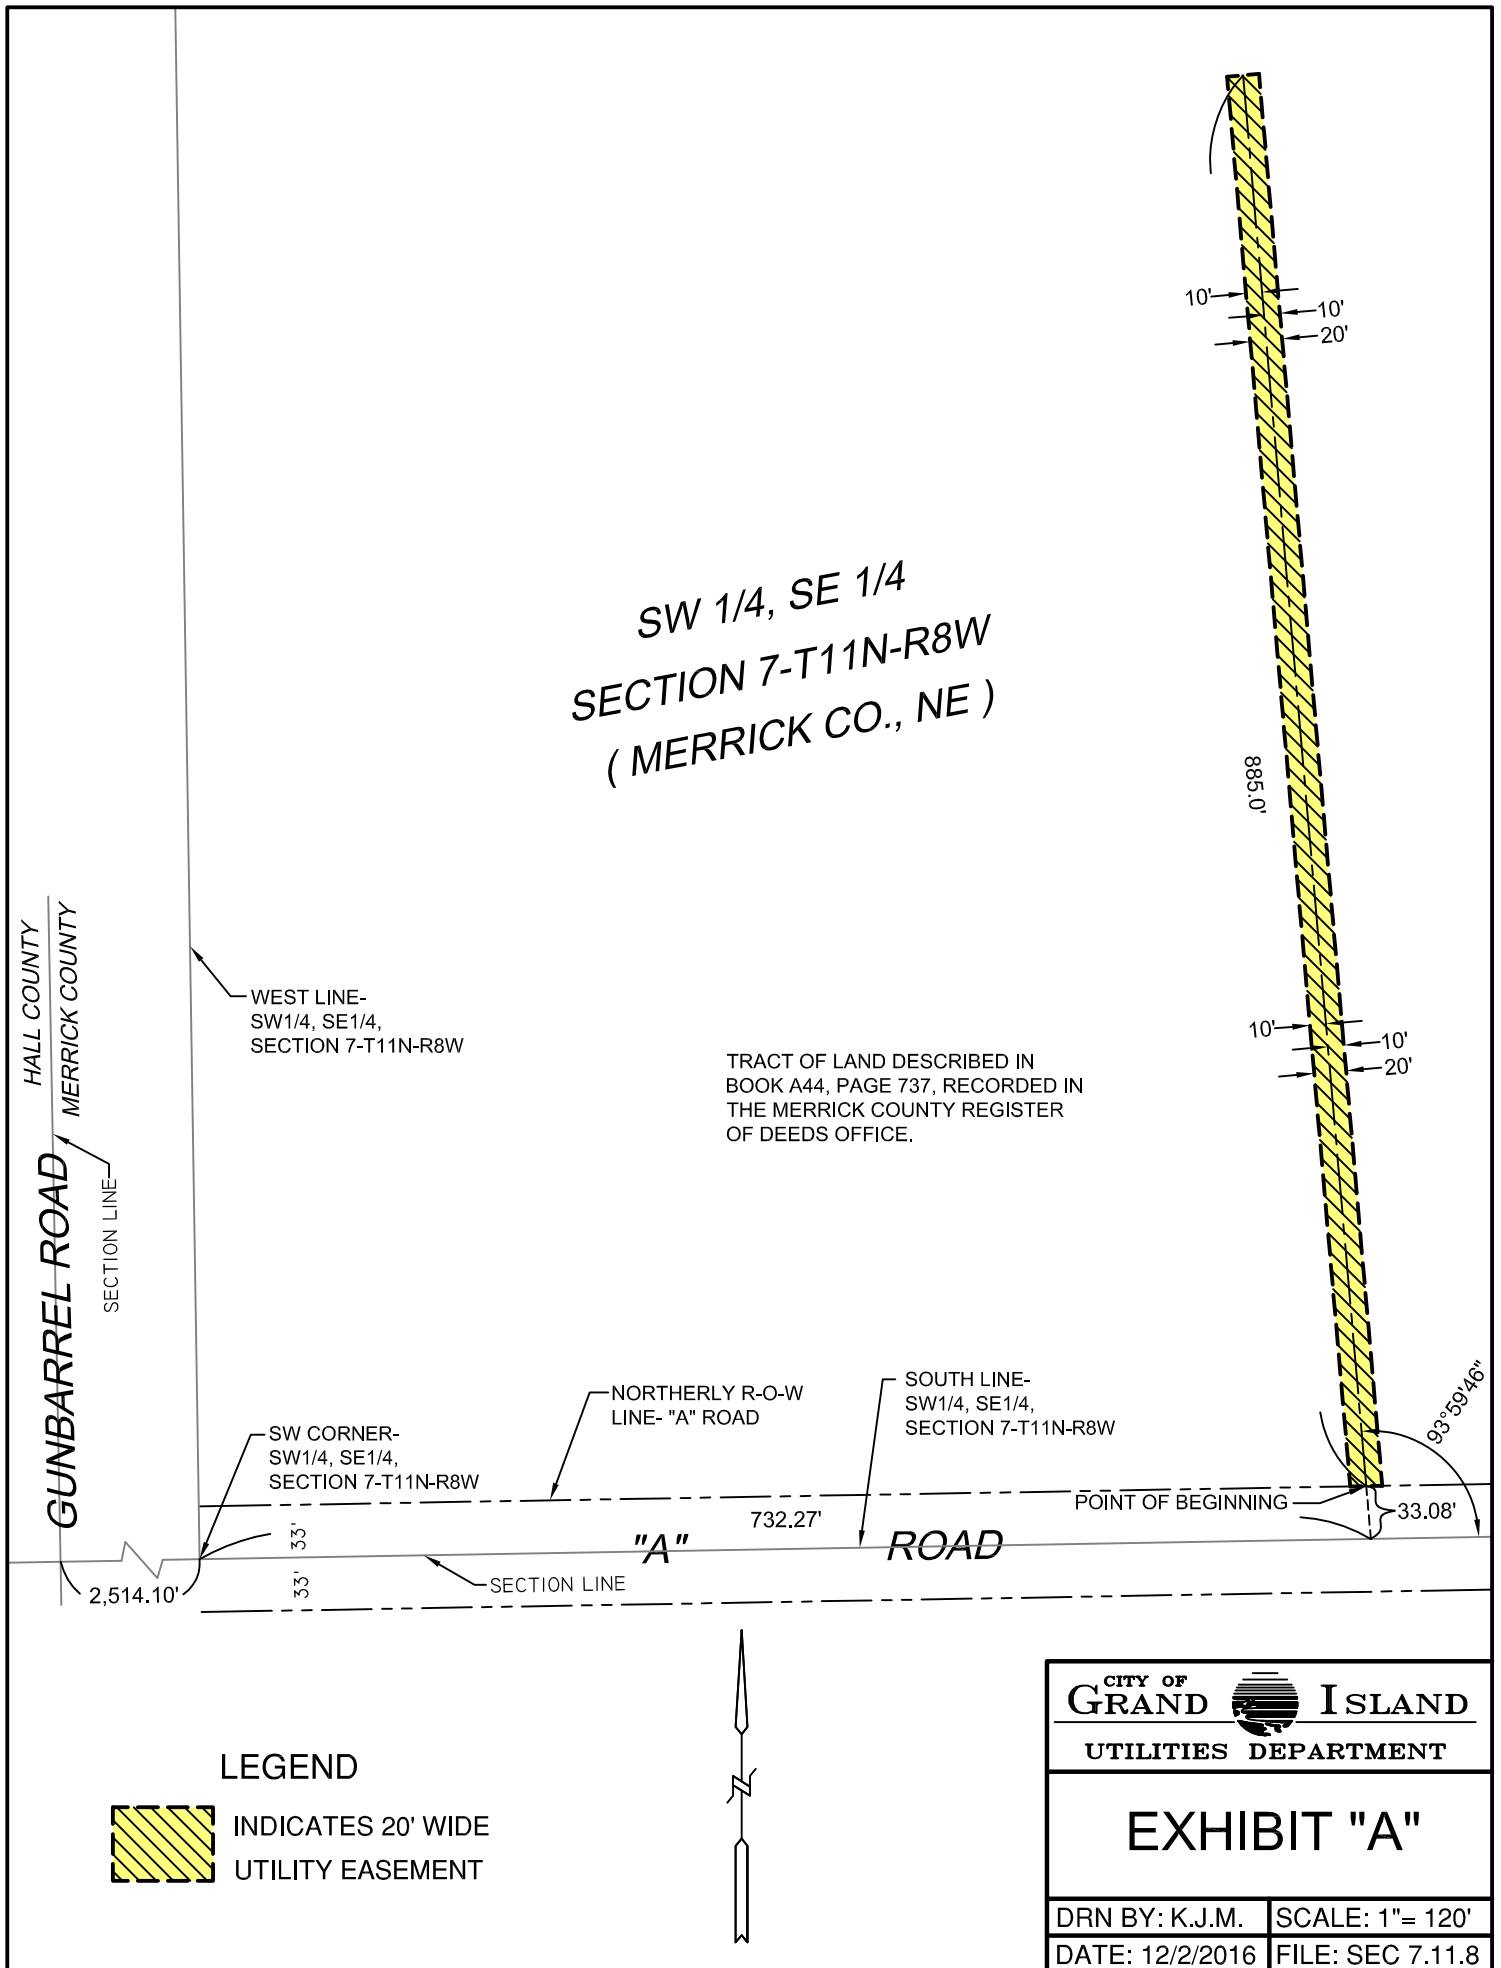 10'
10'
20'
SW 1/4, SE 1/4
SECTION 7-T11N-R8W
( MERRICK CO., NE )
885.0'
HALL COUNTY
MERRICK COUNTY
WEST LINE-
SW1/4, SE1/4,
SECTION 7-T11N-R8W
10'
10'
20'
TRACT OF LAND DESCRIBED IN
BOOK A44, PAGE 737, RECORDED IN
THE MERRICK COUNTY REGISTER
OF DEEDS OFFICE.
GUNBARREL ROAD
SECTION LINE
NORTHERLY R-O-W
LINE- "A" ROAD
SOUTH LINE-
SW1/4, SE1/4,
SECTION 7-T11N-R8W
93°59'46"
SW CORNER-
SW1/4, SE1/4,
SECTION 7-T11N-R8W
POINT OF BEGINNING
33.08'
732.27'
33'
"A" ROAD
33'
SECTION LINE
2,514.10'
LEGEND
INDICATES 20' WIDE
UTILITY EASEMENT
N
CITY OF
GRAND ISLAND
UTILITIES DEPARTMENT
EXHIBIT "A"
DRN BY: K.J.M.
SCALE: 1"= 120'
DATE: 12/2/2016
FILE: SEC 7.11.8